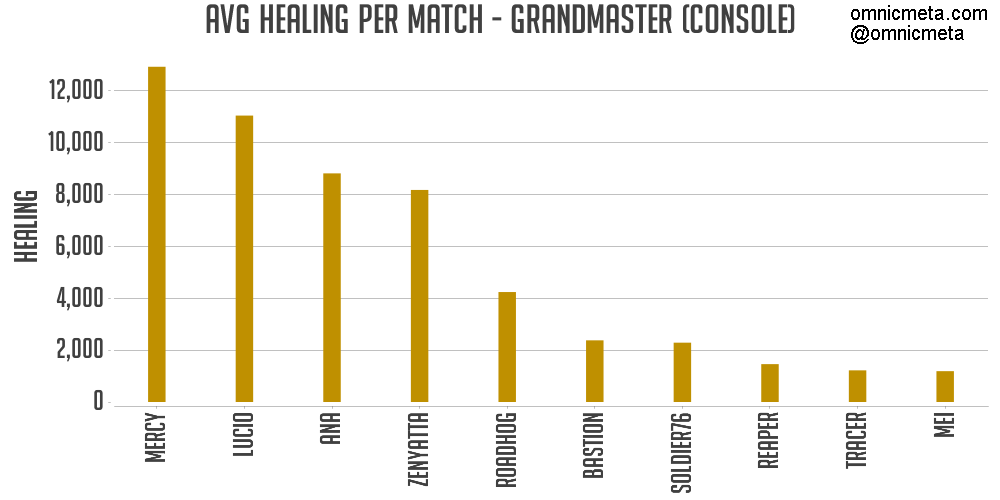 AVG HEALING PER MATCH - GRANDMASTER (CONSOLE)
omnicmeta.com
@omnicmeta
HEALING
12,000
10,000
8,000
6,000
4,000
2,000
0
MERCY
LUCIO
ANA
ZENYATTA
ROADHOG
BASTION
SOLDIER76
REAPER
TRACER
MEI